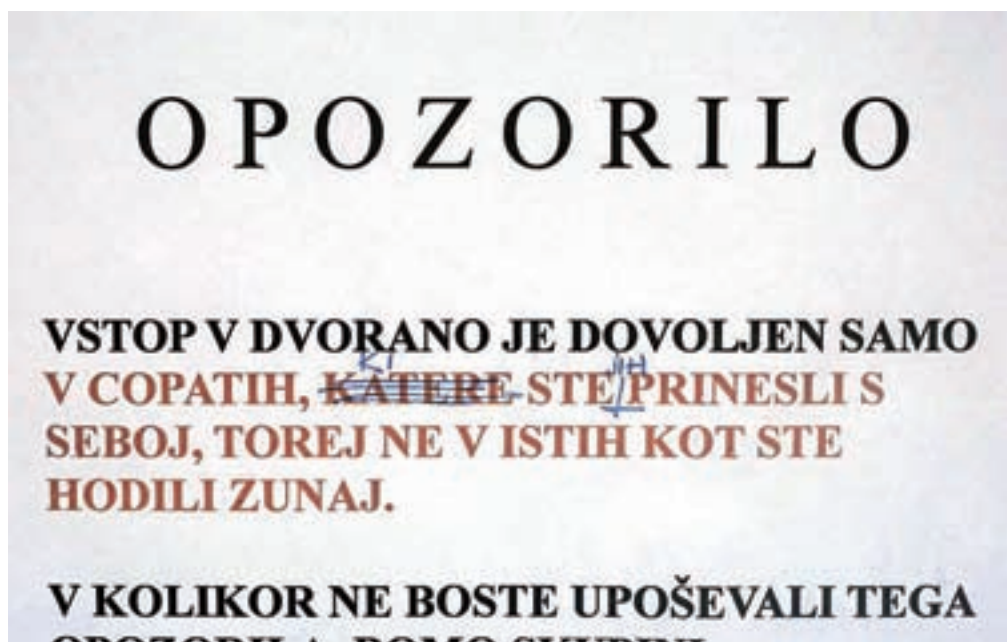 OPOZORILO
VSTOP V DVORANO JE DOVOLJEN SAMO
KI JIH
V COPATIH, KATERE STE PRINESLI S
SEBOJ, TOREJ NE V ISTIH KOT STE
HODILI ZUNAJ.
V KOLIKOR NE BOSTE UPOŠEVALI TEGA